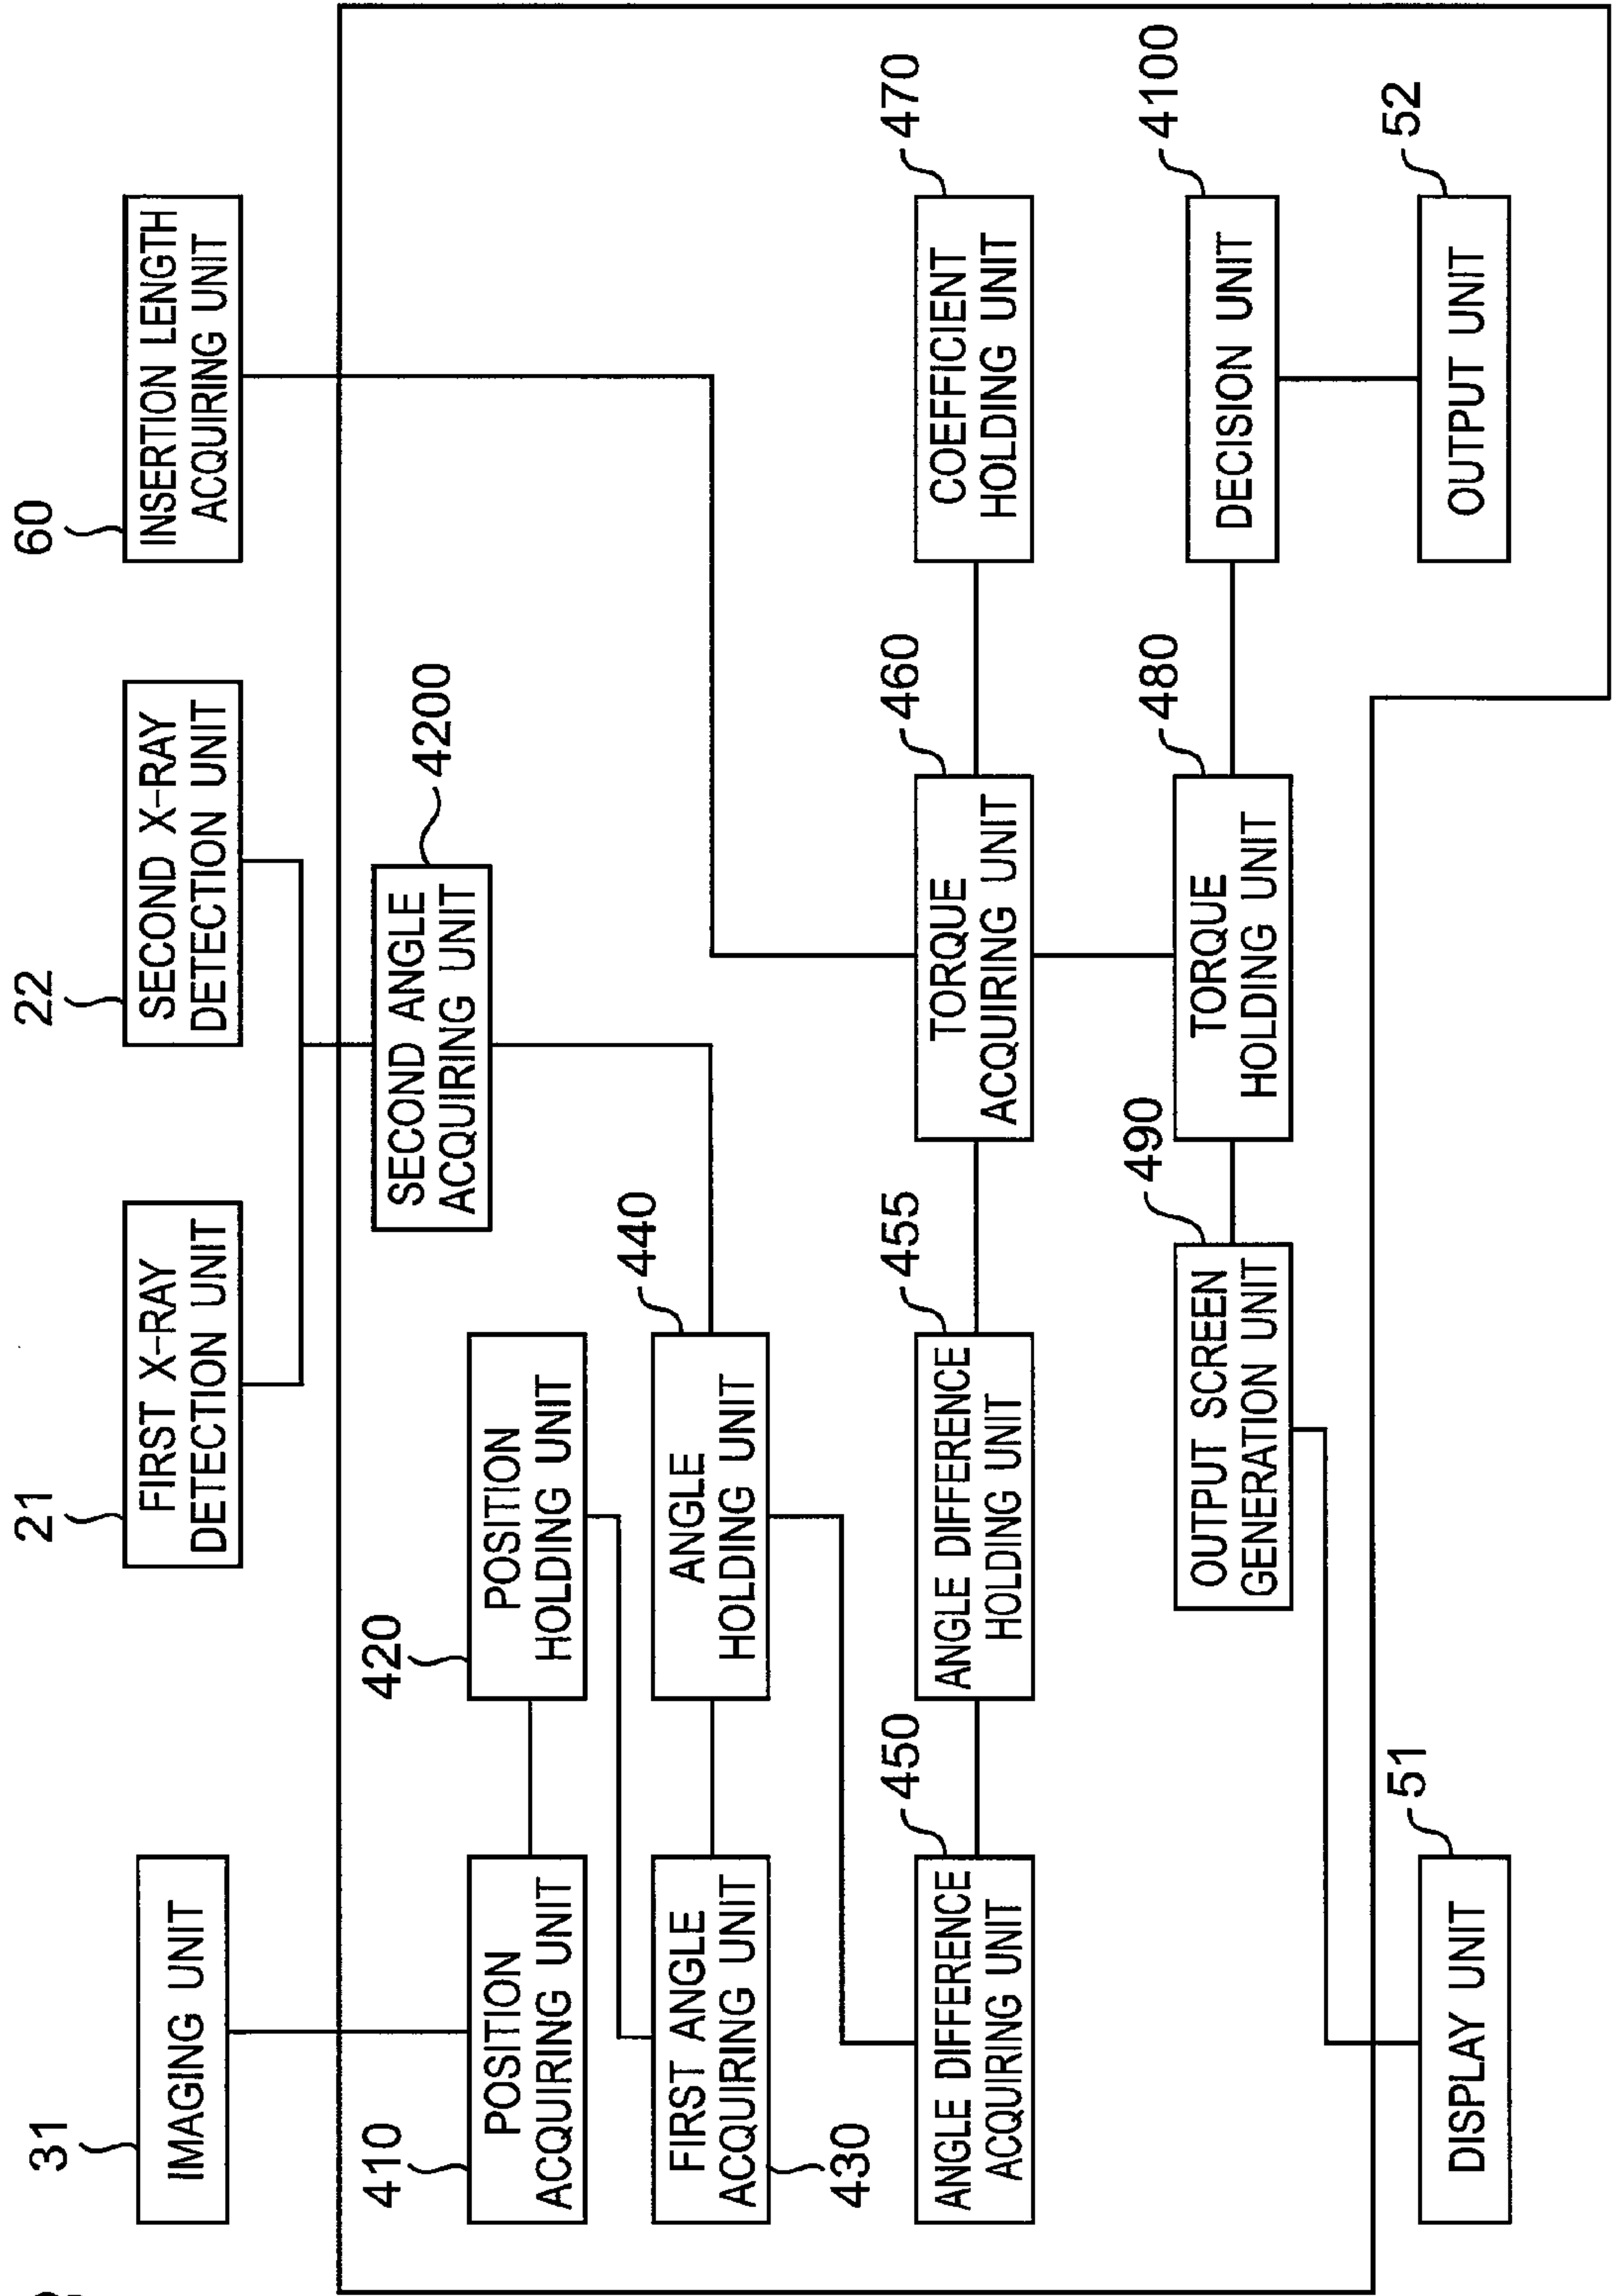 31
IMAGING UNIT
21
FIRST X-RAY
DETECTION UNIT
22
SECOND X-RAY
DETECTION UNIT
60
INSERTION LENGTH
ACQUIRING UNIT
4200
SECOND ANGLE
ACQUIRING UNIT
410
POSITION
ACQUIRING UNIT
420
POSITION
HOLDING UNIT
430
FIRST ANGLE
ACQUIRING UNIT
440
ANGLE
HOLDING UNIT
450
ANGLE DIFFERENCE
ACQUIRING UNIT
455
ANGLE DIFFERENCE
HOLDING UNIT
460
TORQUE
ACQUIRING UNIT
470
COEFFICIENT
HOLDING UNIT
490
OUTPUT SCREEN
GENERATION UNIT
480
TORQUE
HOLDING UNIT
4100
DECISION UNIT
51
DISPLAY UNIT
52
OUTPUT UNIT